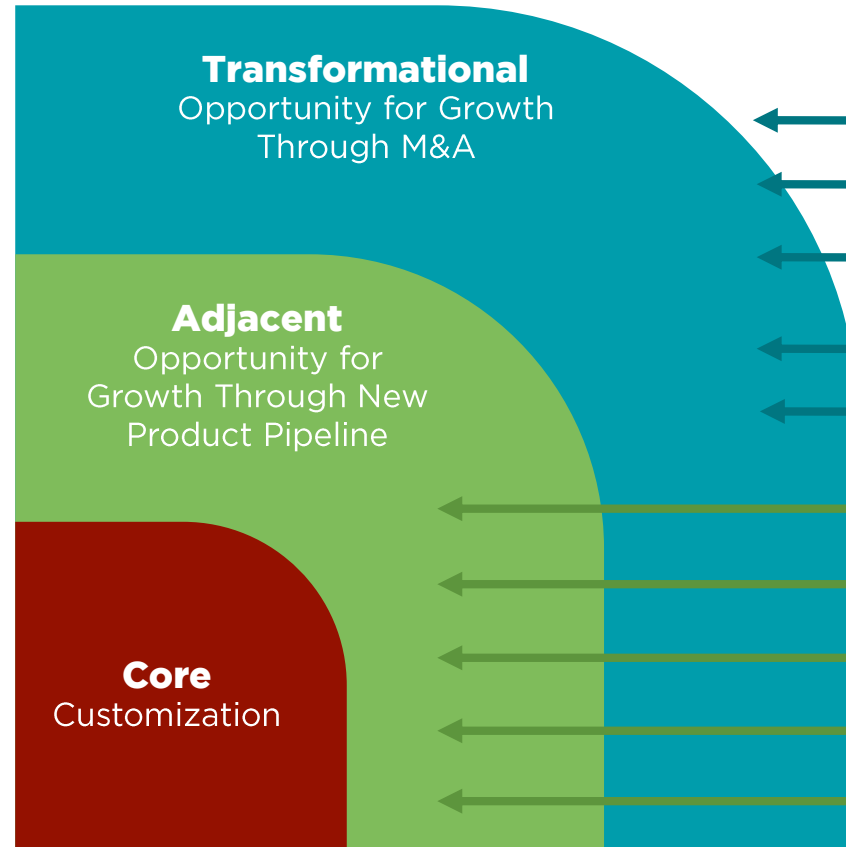 Transformational
Opportunity for Growth
Through M&A
Adjacent
Opportunity for
Growth Through New
Product Pipeline
Core
Customization